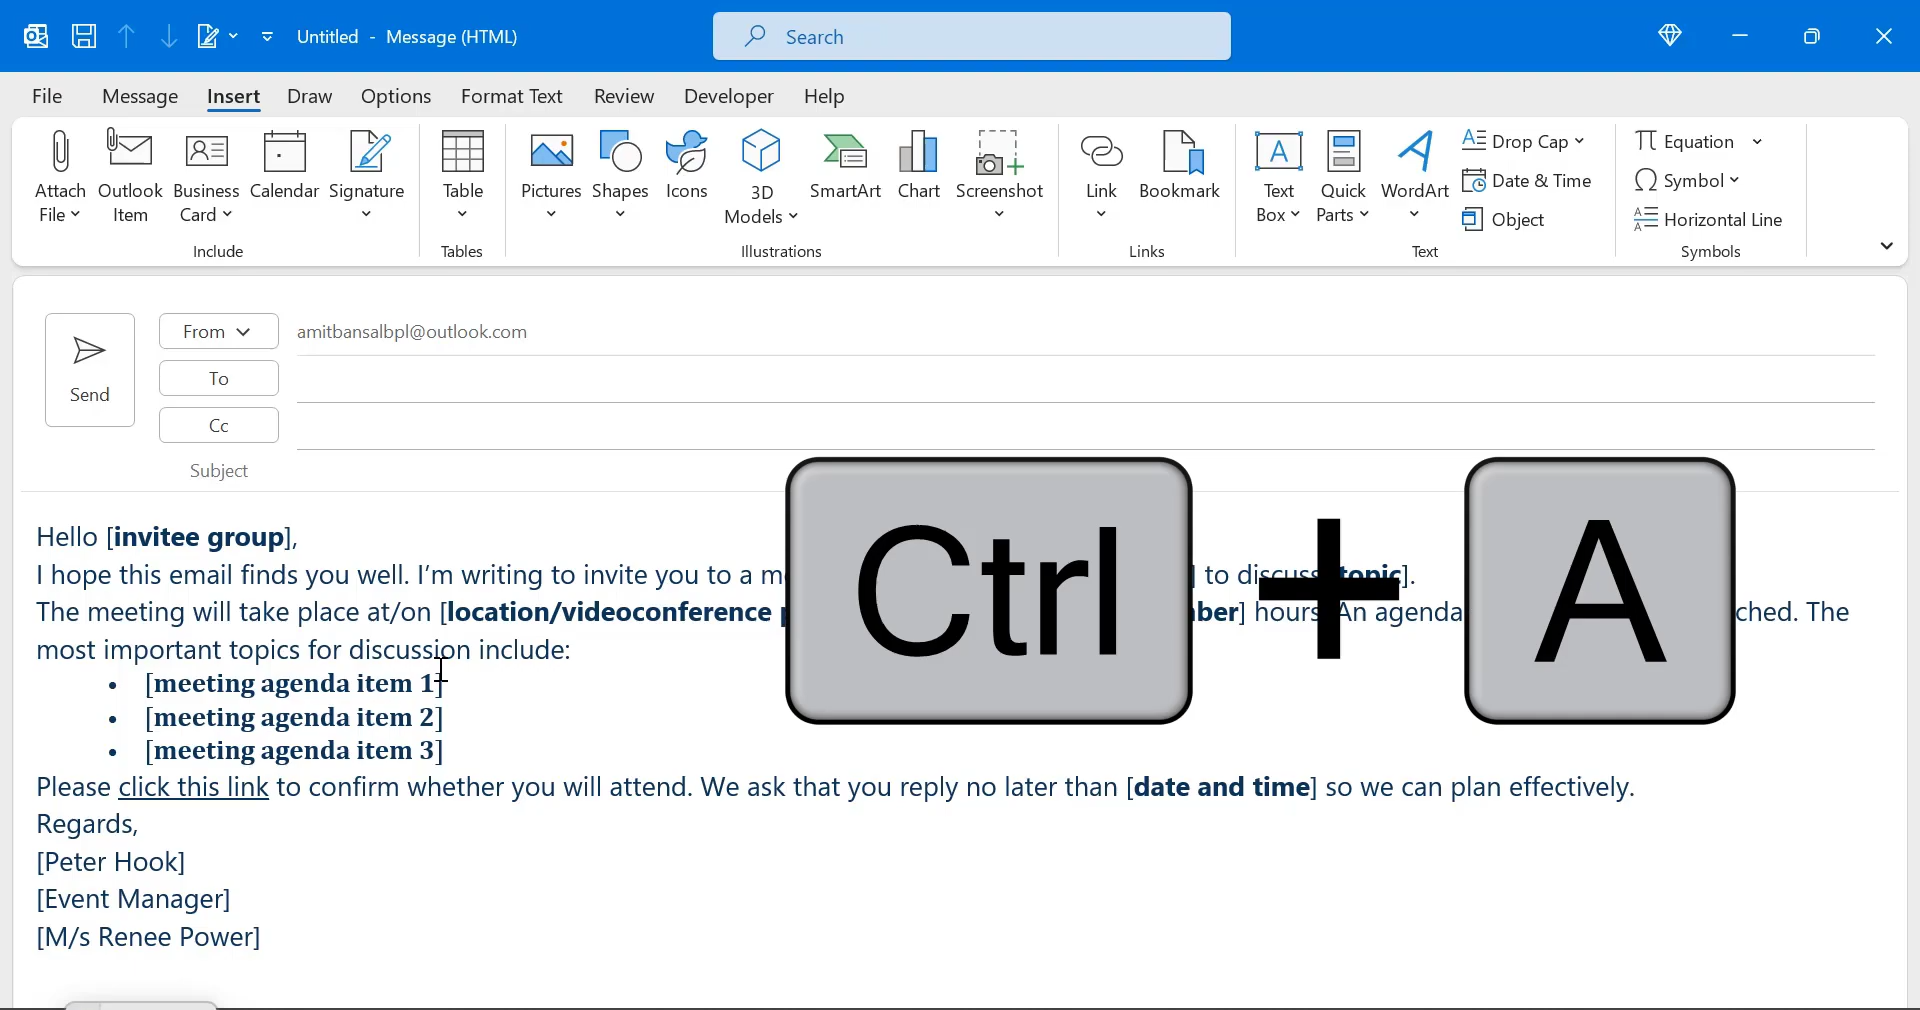 Untitled - Message (HTML)
Search
File Message Insert Draw Options Format Text Review Developer Help
Attach File
Outlook Item
Business Card
Calendar
Signature
Include
Table
Tables
Pictures
Shapes
Icons
3D Models
SmartArt
Chart
Screenshot
Illustrations
Link
Bookmark
Links
Text Box
Quick Parts
WordArt
Drop Cap
Date & Time
Object
Text
Equation
Symbol
Horizontal Line
Symbols
Send
From
amitbansalbpl@outlook.com
To
Cc
Subject
Hello [invitee group],
I hope this email finds you well. I'm writing to invite you to a ] to discuss topic].
The meeting will take place at/on [location/videoconference ] hours An agenda The
most important topics for discussion include:
• [meeting agenda item 1]
• [meeting agenda item 2]
• [meeting agenda item 3]
Please click this link to confirm whether you will attend. We ask that you reply no later than [date and time] so we can plan effectively.
Regards,
[Peter Hook]
[Event Manager]
[M/s Renee Power]
Ctrl + A